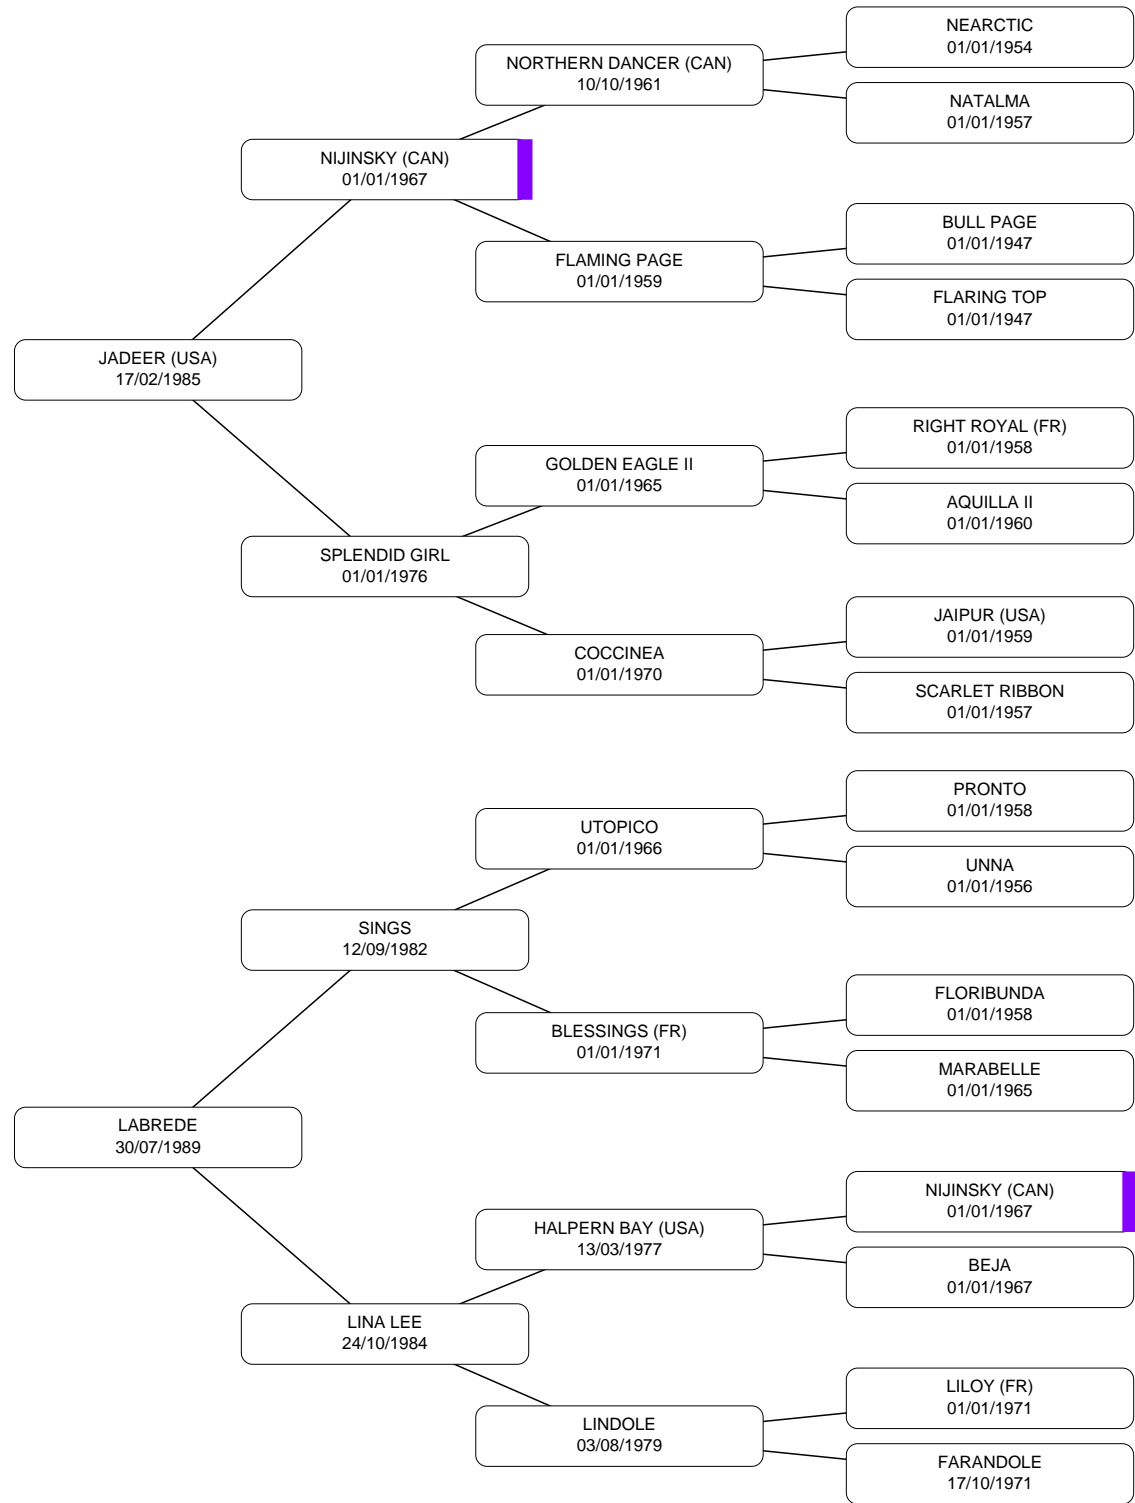 NEARCTIC
01/01/1954
NORTHERN DANCER (CAN)
10/10/1961
NATALMA
01/01/1957
NIJINSKY (CAN)
01/01/1967
BULL PAGE
01/01/1947
FLAMING PAGE
01/01/1959
FLARING TOP
01/01/1947
JADEER (USA)
17/02/1985
RIGHT ROYAL (FR)
01/01/1958
GOLDEN EAGLE II
01/01/1965
AQUILLA II
01/01/1960
SPLENDID GIRL
01/01/1976
JAIPUR (USA)
01/01/1959
COCCINEA
01/01/1970
SCARLET RIBBON
01/01/1957
PRONTO
01/01/1958
UTOPICO
01/01/1966
UNNA
01/01/1956
SINGS
12/09/1982
FLORIBUNDA
01/01/1958
BLESSINGS (FR)
01/01/1971
MARABELLE
01/01/1965
LABREDE
30/07/1989
NIJINSKY (CAN)
01/01/1967
HALPERN BAY (USA)
13/03/1977
BEJA
01/01/1967
LINA LEE
24/10/1984
LILOY (FR)
01/01/1971
LINDOLE
03/08/1979
FARANDOLE
17/10/1971